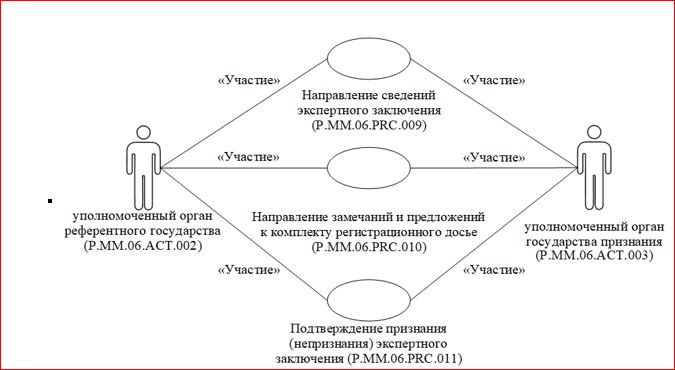 «Участие»
«Участие»
Направление сведений
экспертного заключения
(P.MM.06.PRC.009)
«Участие»
«Участие»
уполномоченный орган
референтного государства
(P.MM.06.ACT.002)
Направление замечаний и предложений
к комплекту регистрационного досье
(P.MM.06.PRC.010)
уполномоченный орган
государства признания
(P.MM.06.ACT.003)
«Участие»
«Участие»
Подтверждение признания
(непризнания) экспертного
заключения (P.MM.06.PRC.011)